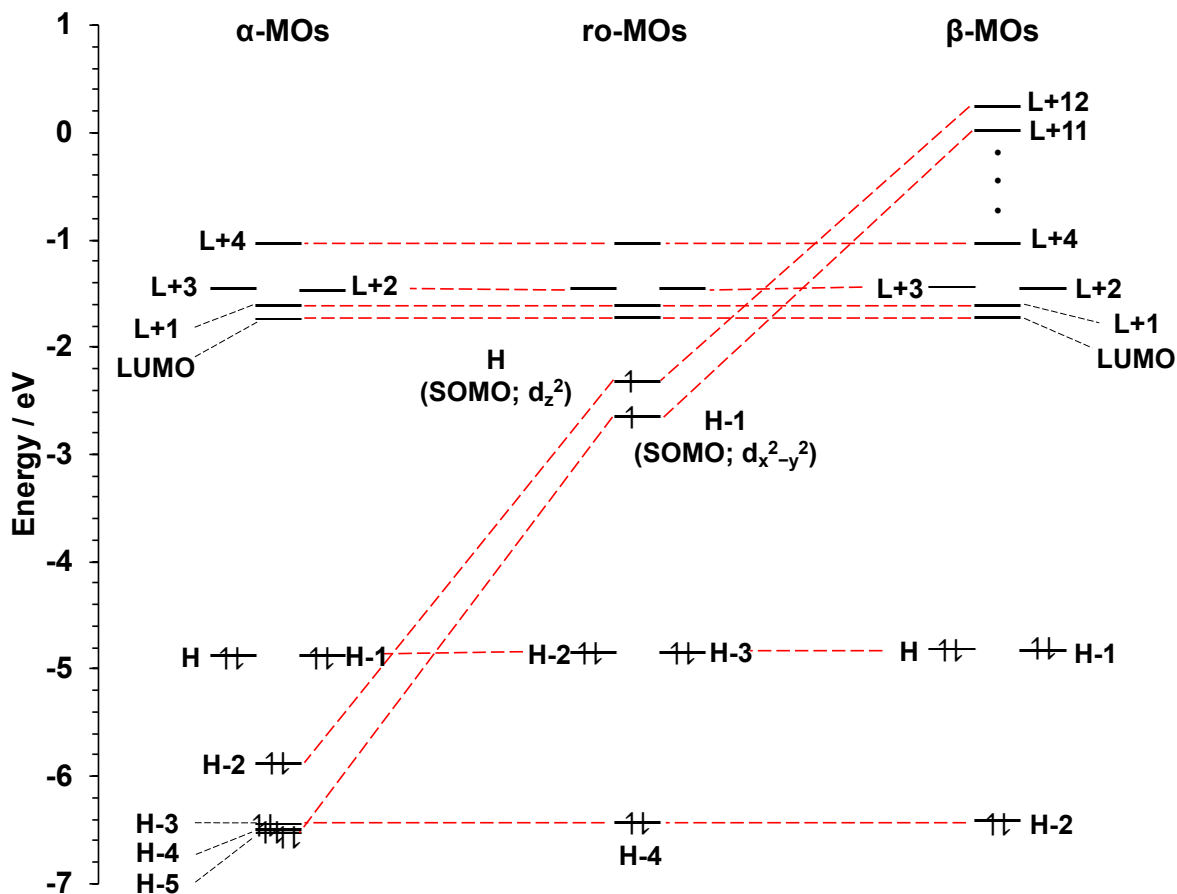 α-MOs
ro-MOs
β-MOs
Energy / eV
1
0
-1
-2
-3
-4
-5
-6
-7
L+4
L+3
L+2
L+1
LUMO
H
H-1
H-2
H-3
H-4
H-5
H
(SOMO; d_z²)
H-1
(SOMO; d_x²–y²)
H-2
H-3
H-4
L+12
L+11
L+4
L+3
L+2
L+1
LUMO
H
H-1
H-2